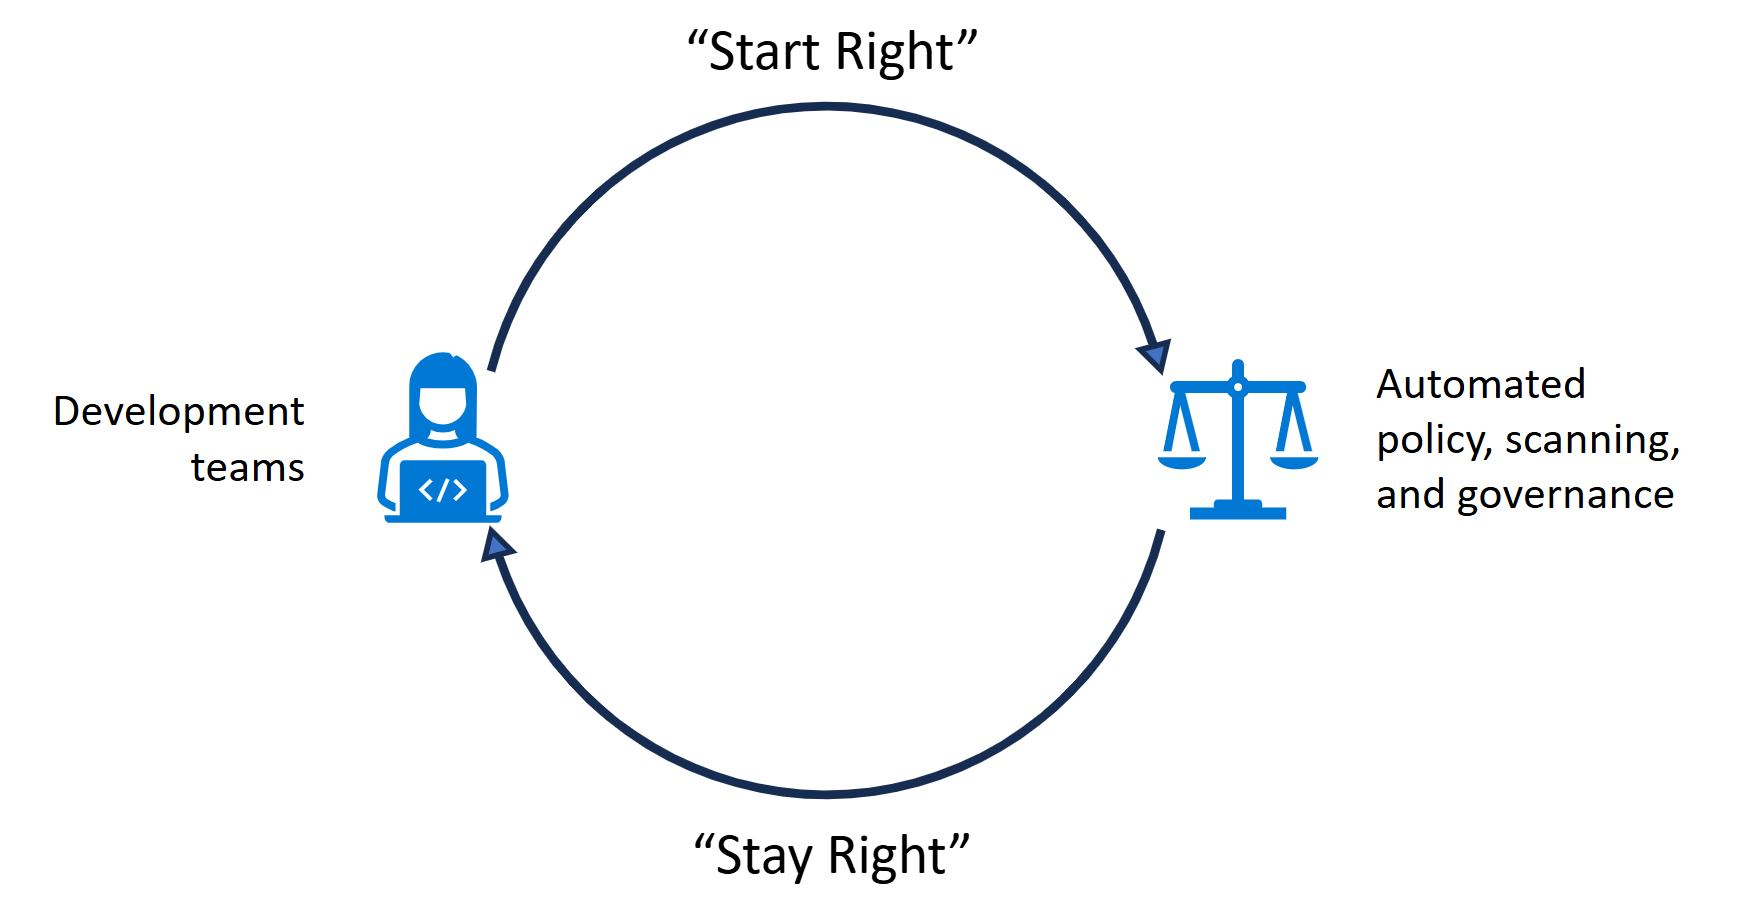 “Start Right”
Development
teams
</>
Automated
policy, scanning,
and governance
“Stay Right”